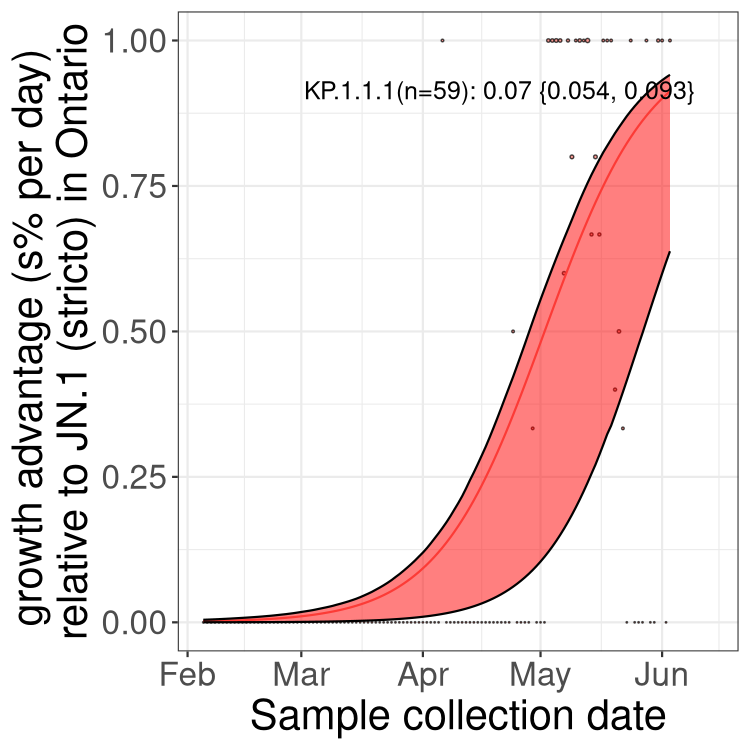 growth advantage (s% per day)
relative to JN.1 (stricto) in Ontario
1.00
0.75
0.50
0.25
0.00
KP.1.1.1(n=59): 0.07 {0.054, 0.093}
Feb Mar Apr May Jun
Sample collection date